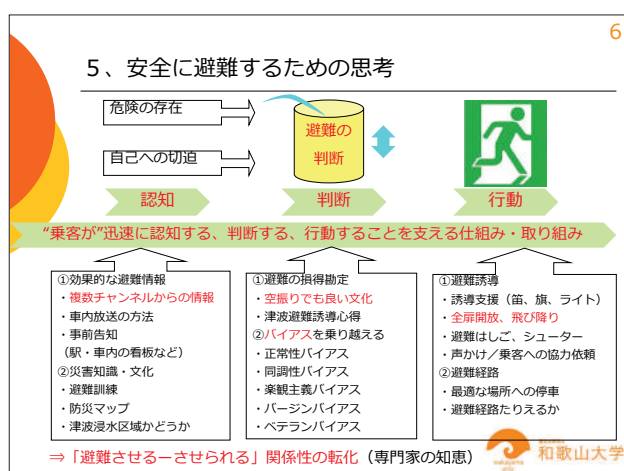 6
5、安全に避難するための思考
危険の存在
自己への切迫
避難の
判断
認知
判断
行動
“乗客が”迅速に認知する、判断する、行動することを支える仕組み・取り組み
①効果的な避難情報
・複数チャンネルからの情報
・車内放送の方法
・事前告知
（駅・車内の看板など）
②災害知識・文化
・避難訓練
・防災マップ
・津波浸水区域かどうか
①避難の損得勘定
・空振りでも良い文化
・津波避難誘導心得
②バイアスを乗り越える
・正常性バイアス
・同調性バイアス
・楽観主義バイアス
・バージンバイアス
・ベテランバイアス
①避難誘導
・誘導支援（笛、旗、ライト）
・全扉開放、飛び降り
・避難はしご、シューター
・声かけ／乗客への協力依頼
②避難経路
・最適な場所への停車
・避難経路たりえるか
⇒「避難させるーさせられる」関係性の転化（専門家の知恵）
和歌山大学